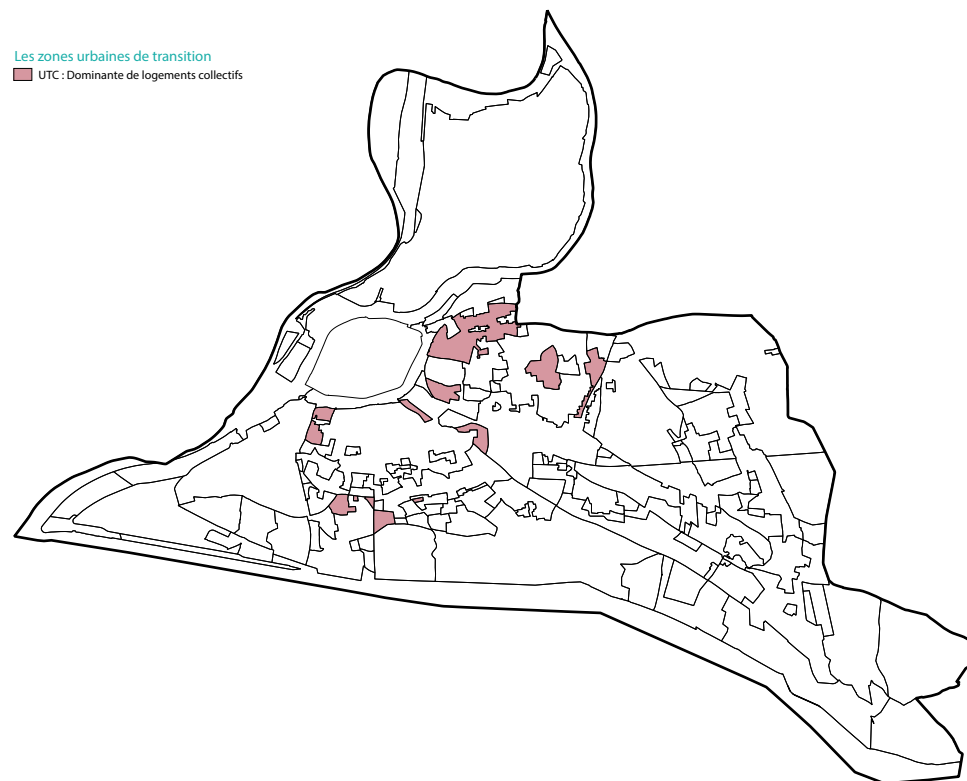 Les zones urbaines de transition
UTC : Dominante de logements collectifs